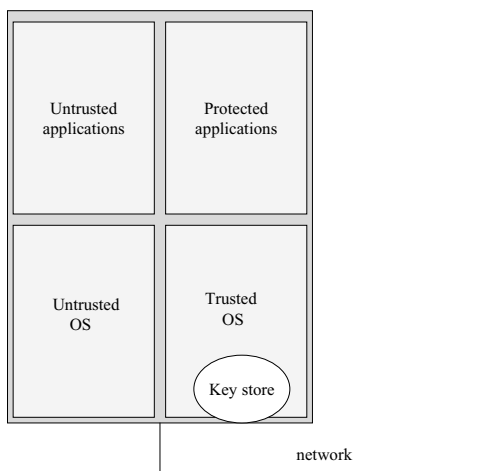 Untrusted
applications
Protected
applications
Untrusted
OS
Trusted
OS
Key store
network